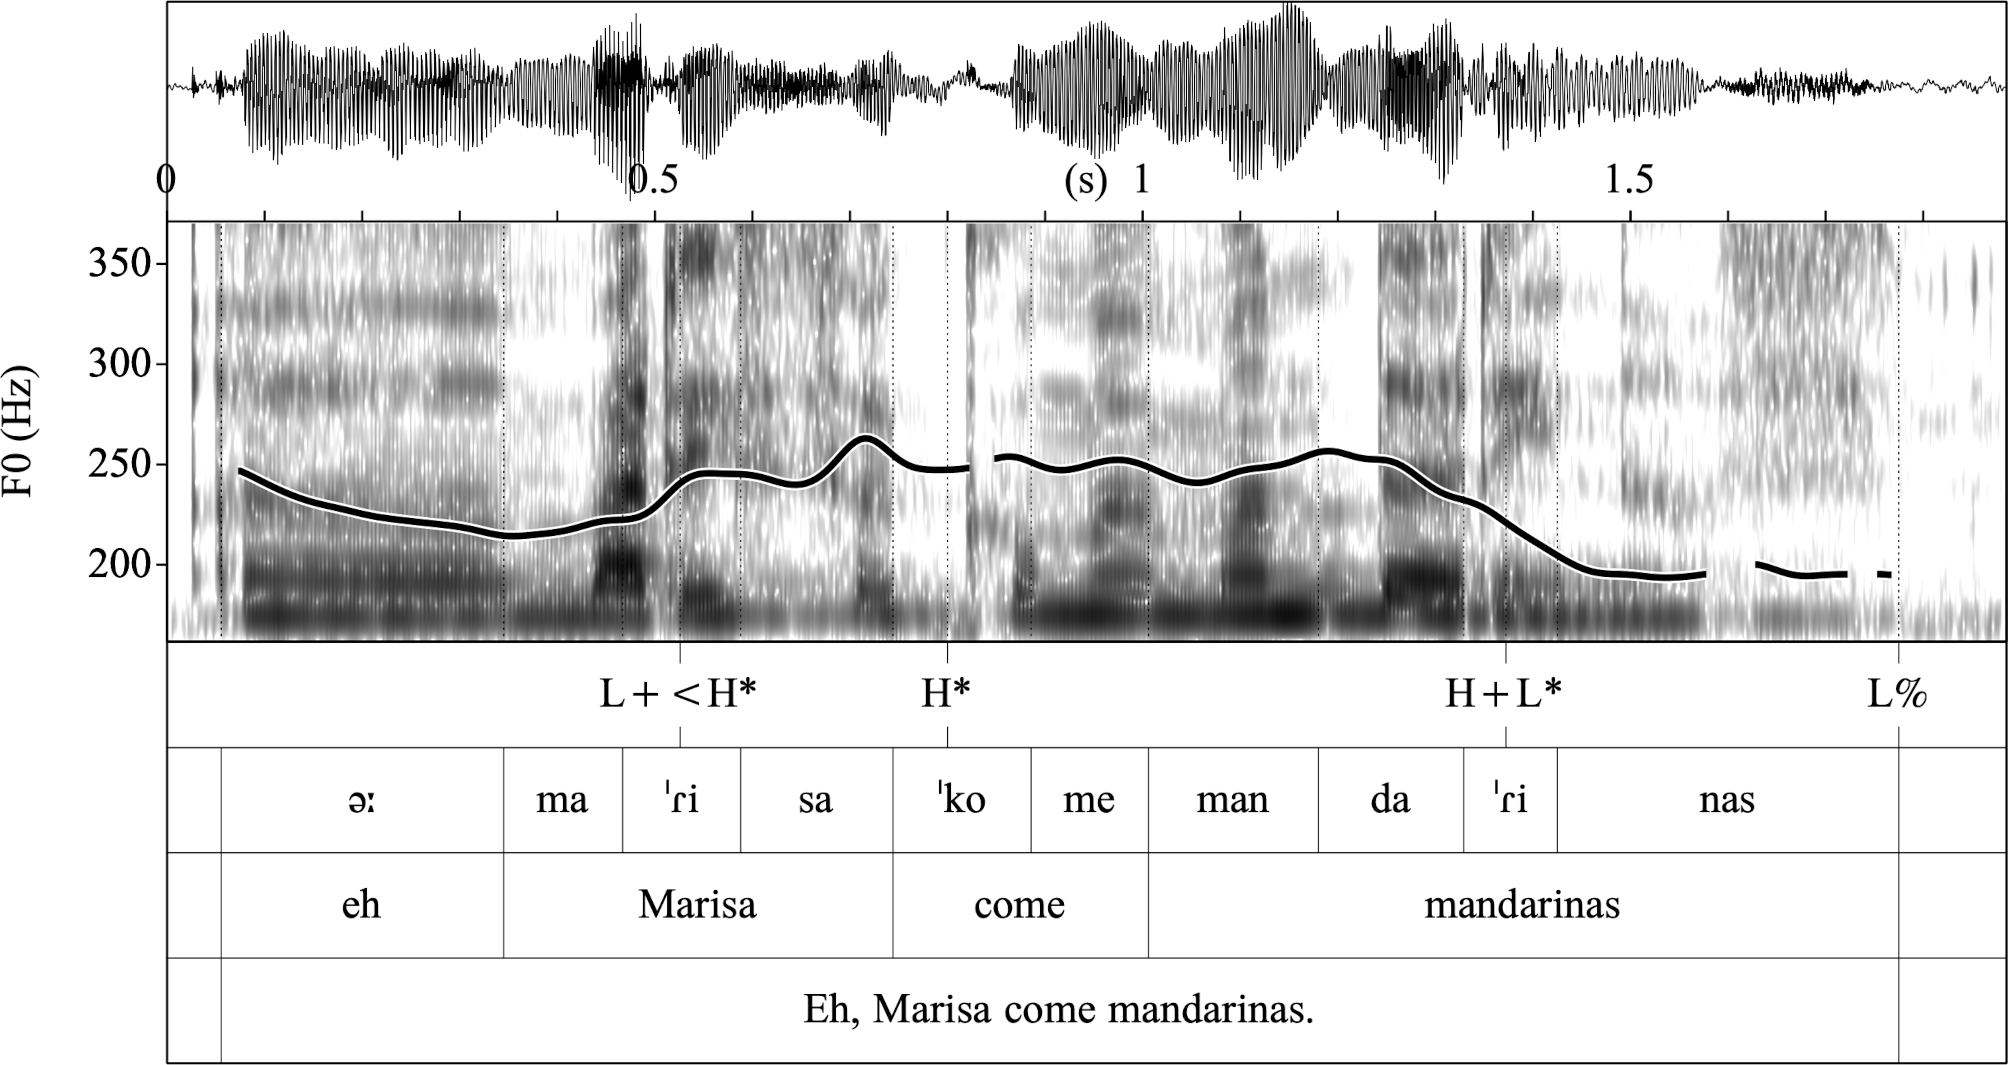 0 0.5 (s) 1 1.5
350
300
250
200
F0 (Hz)
L+<H* H* H+L* L%
əː ma ˈɾi sa ˈko me man da ˈɾi nas
eh Marisa come mandarinas
Eh, Marisa come mandarinas.